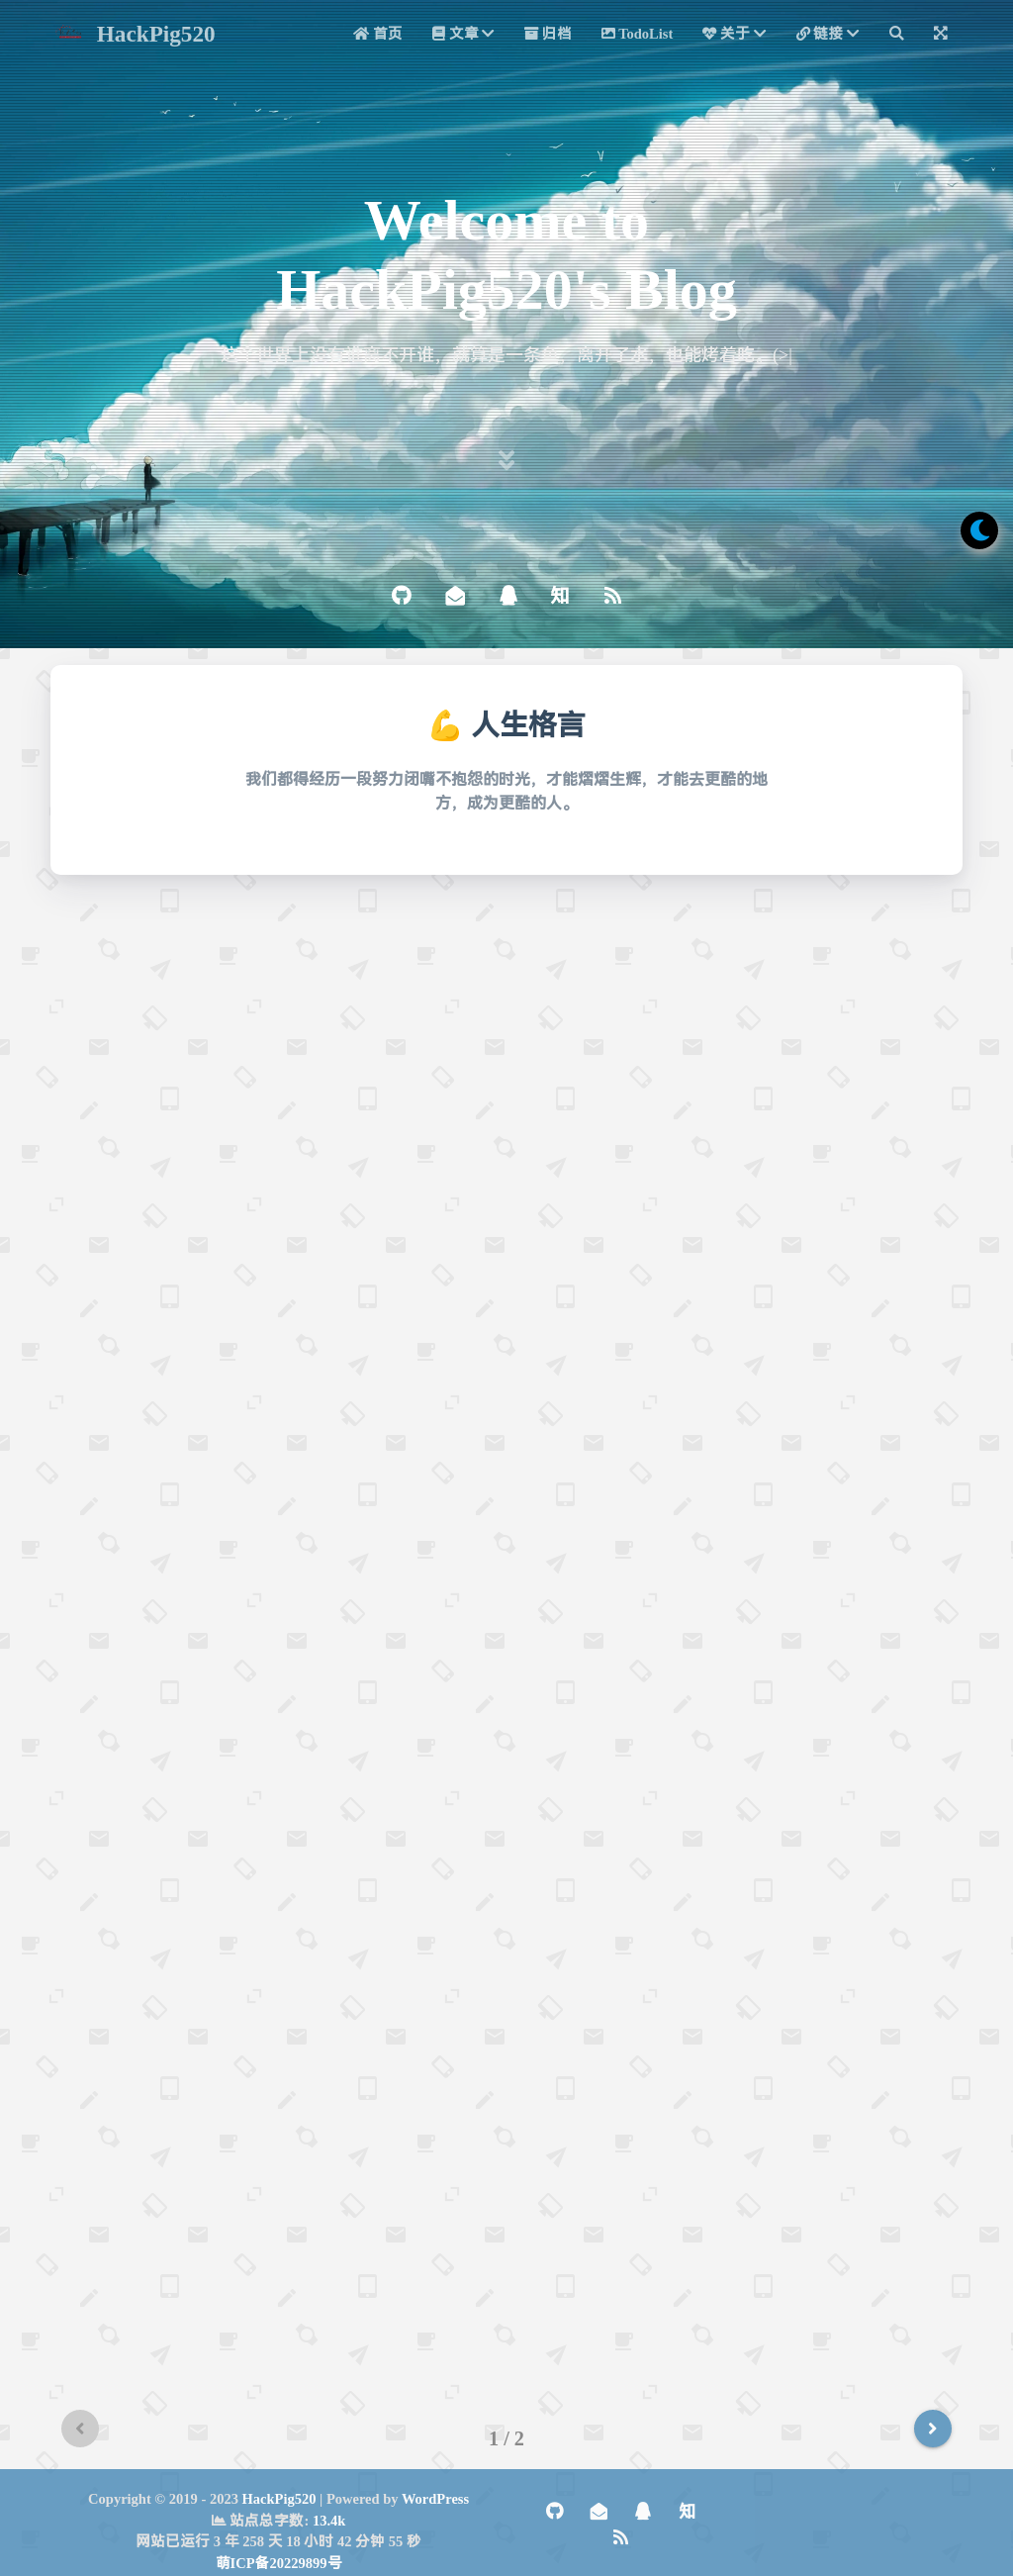 HackPig520
首页
文章
归档
TodoList
关于
链接
Welcome to
HackPig520's Blog
这个世界上没有谁离不开谁，就算是一条鱼，离开了水，也能烤着吃。(>|
知
💪 人生格言
我们都得经历一段努力闭嘴不抱怨的时光，才能熠熠生辉，才能去更酷的地
方，成为更酷的人。
1 / 2
Copyright © 2019 - 2023 HackPig520 | Powered by WordPress
站点总字数: 13.4k
网站已运行 3 年 258 天 18 小时 42 分钟 55 秒
萌ICP备20229899号
知